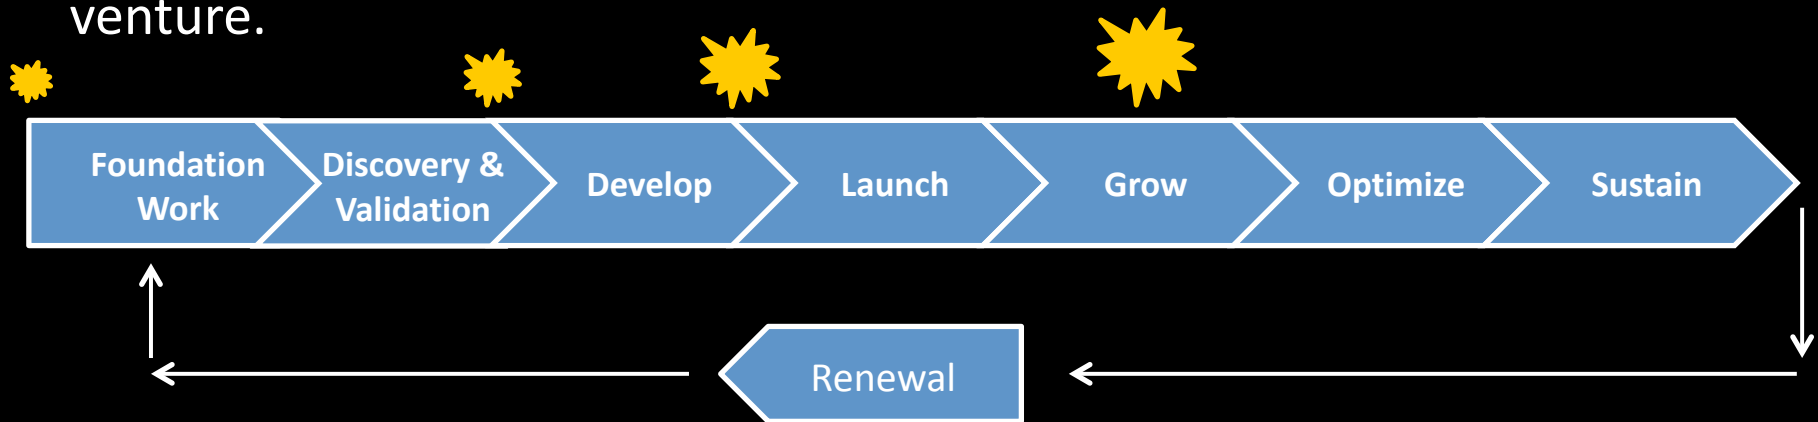 venture.
Foundation
Work
Discovery &
Validation
Develop
Launch
Grow
Optimize
Sustain
Renewal